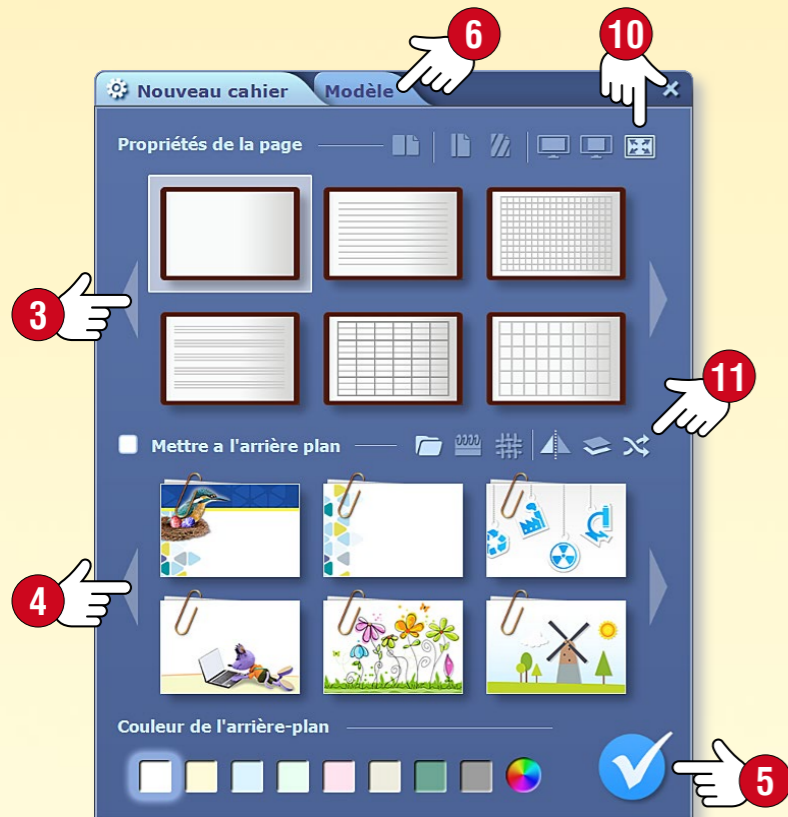 6
10
Nouveau cahier
Modèle
Propriétés de la page
3
11
Mettre a l'arrière plan
4
Couleur de l'arrière-plan
5